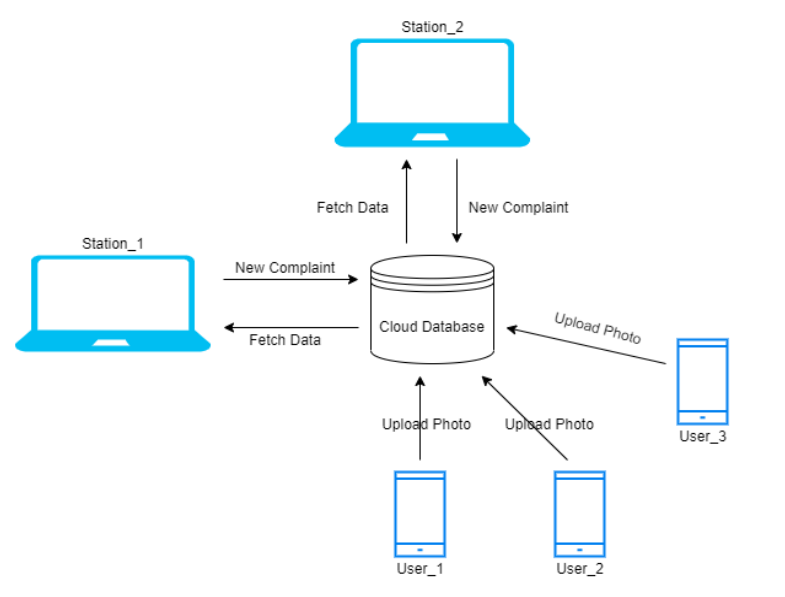 Station_2
Fetch Data
New Complaint
Station_1
New Complaint
Cloud Database
Fetch Data
Upload Photo
Upload Photo
Upload Photo
User_3
User_1
User_2